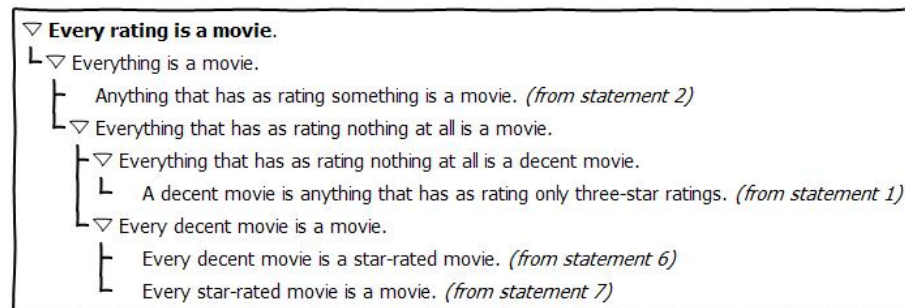 Every rating is a movie.
Everything is a movie.
Anything that has as rating something is a movie. (from statement 2)
Everything that has as rating nothing at all is a movie.
Everything that has as rating nothing at all is a decent movie.
A decent movie is anything that has as rating only three-star ratings. (from statement 1)
Every decent movie is a movie.
Every decent movie is a star-rated movie. (from statement 6)
Every star-rated movie is a movie. (from statement 7)